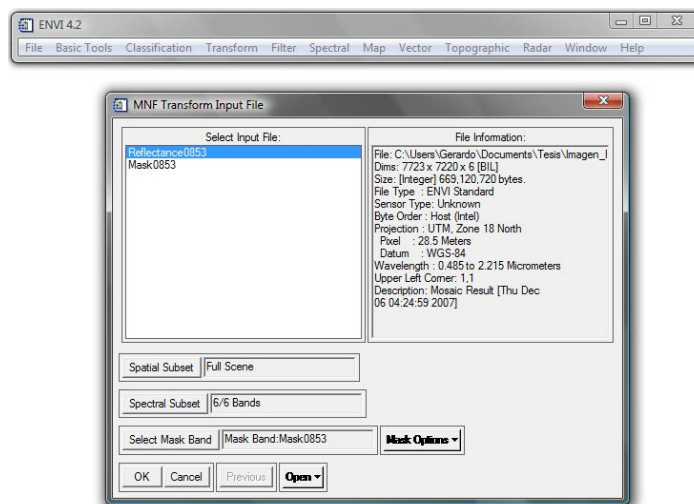 ENVI 4.2
File Basic Tools Classification Transform Filter Spectral Map Vector Topographic Radar Window Help
MNF Transform Input File
Select Input File:
Reflectance0853
Mask0853
File Information:
File: C:\Users\Gerardo\Documents\Tesis\Imagen_
Dims: 7723 x 7220 x 6 [BIL]
Size: [Integer] 669,120,720 bytes.
File Type : ENVI Standard
Sensor Type: Unknown
Byte Order : Host (Intel)
Projection : UTM, Zone 18 North
Pixel : 28.5 Meters
Datum : WGS-84
Wavelength : 0.485 to 2.215 Micrometers
Upper Left Corner: 1,1
Description: Mosaic Result [Thu Dec
06 04:24:59 2007]
Spatial Subset Full Scene
Spectral Subset 6/6 Bands
Select Mask Band Mask Band:Mask0853 Mask Options
OK Cancel Previous Open